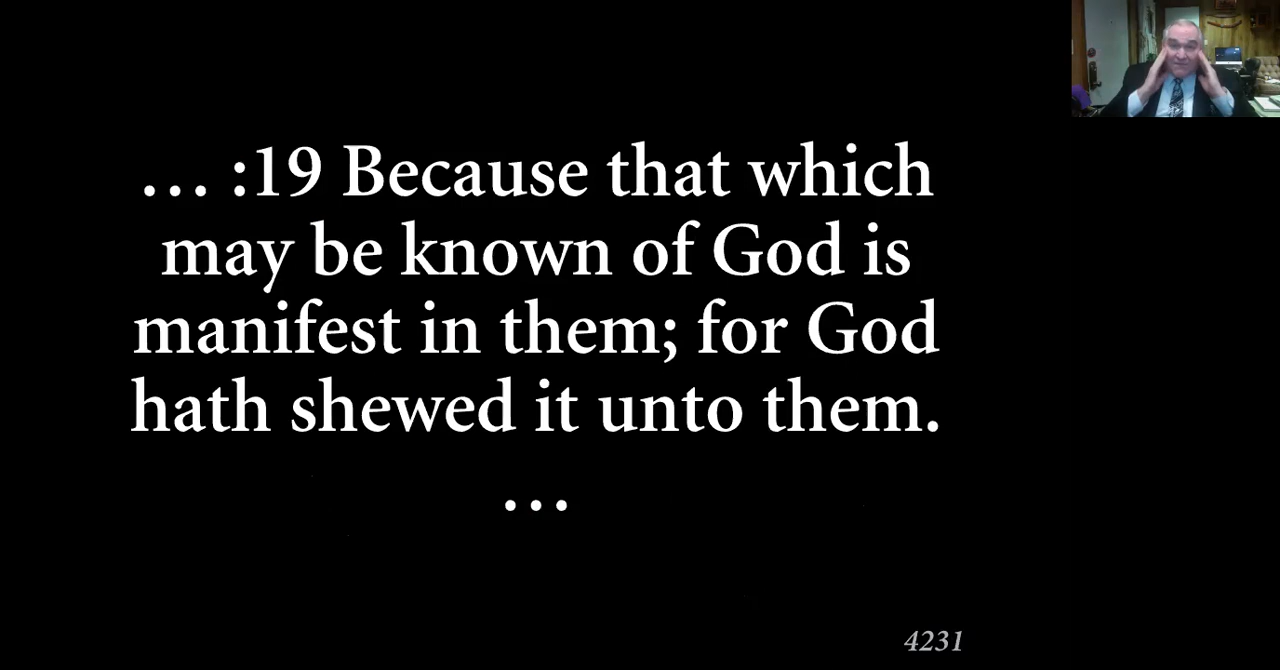 … :19 Because that which
may be known of God is
manifest in them; for God
hath shewed it unto them.
…
4231